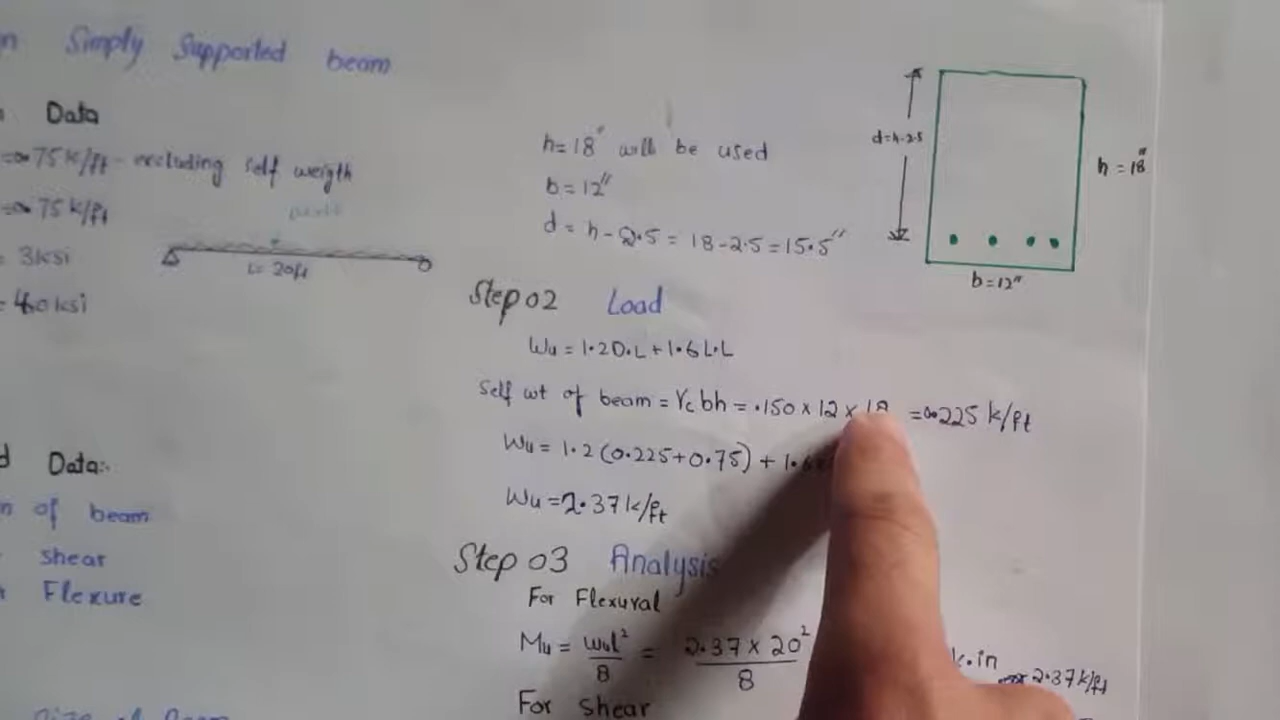 n Simply Supported beam
Data
75 k/ft - excluding self weigth
75 k/ft
= 3ksi
= 40 ksi
L = 20ft
d Data:-
n of beam
Shear
Flexure
Size of Beam
h = 18" will be used
b = 12"
d = h - 2.5 = 18 - 2.5 = 15.5"
d = h - 2.5
h = 18"
b = 12"
Step 02 Load
Wu = 1.2 D.L + 1.6 L.L
Self wt of beam = γc bh = .150 × 12 × 18 = 0.225 k/ft
Wu = 1.2 (0.225 + 0.75) + 1.6
Wu = 2.37 k/ft
Step 03 Analysis
For Flexural
Mu = wul²/8 = 2.37 × 20²/8 k.in
2.37 k/ft
For Shear